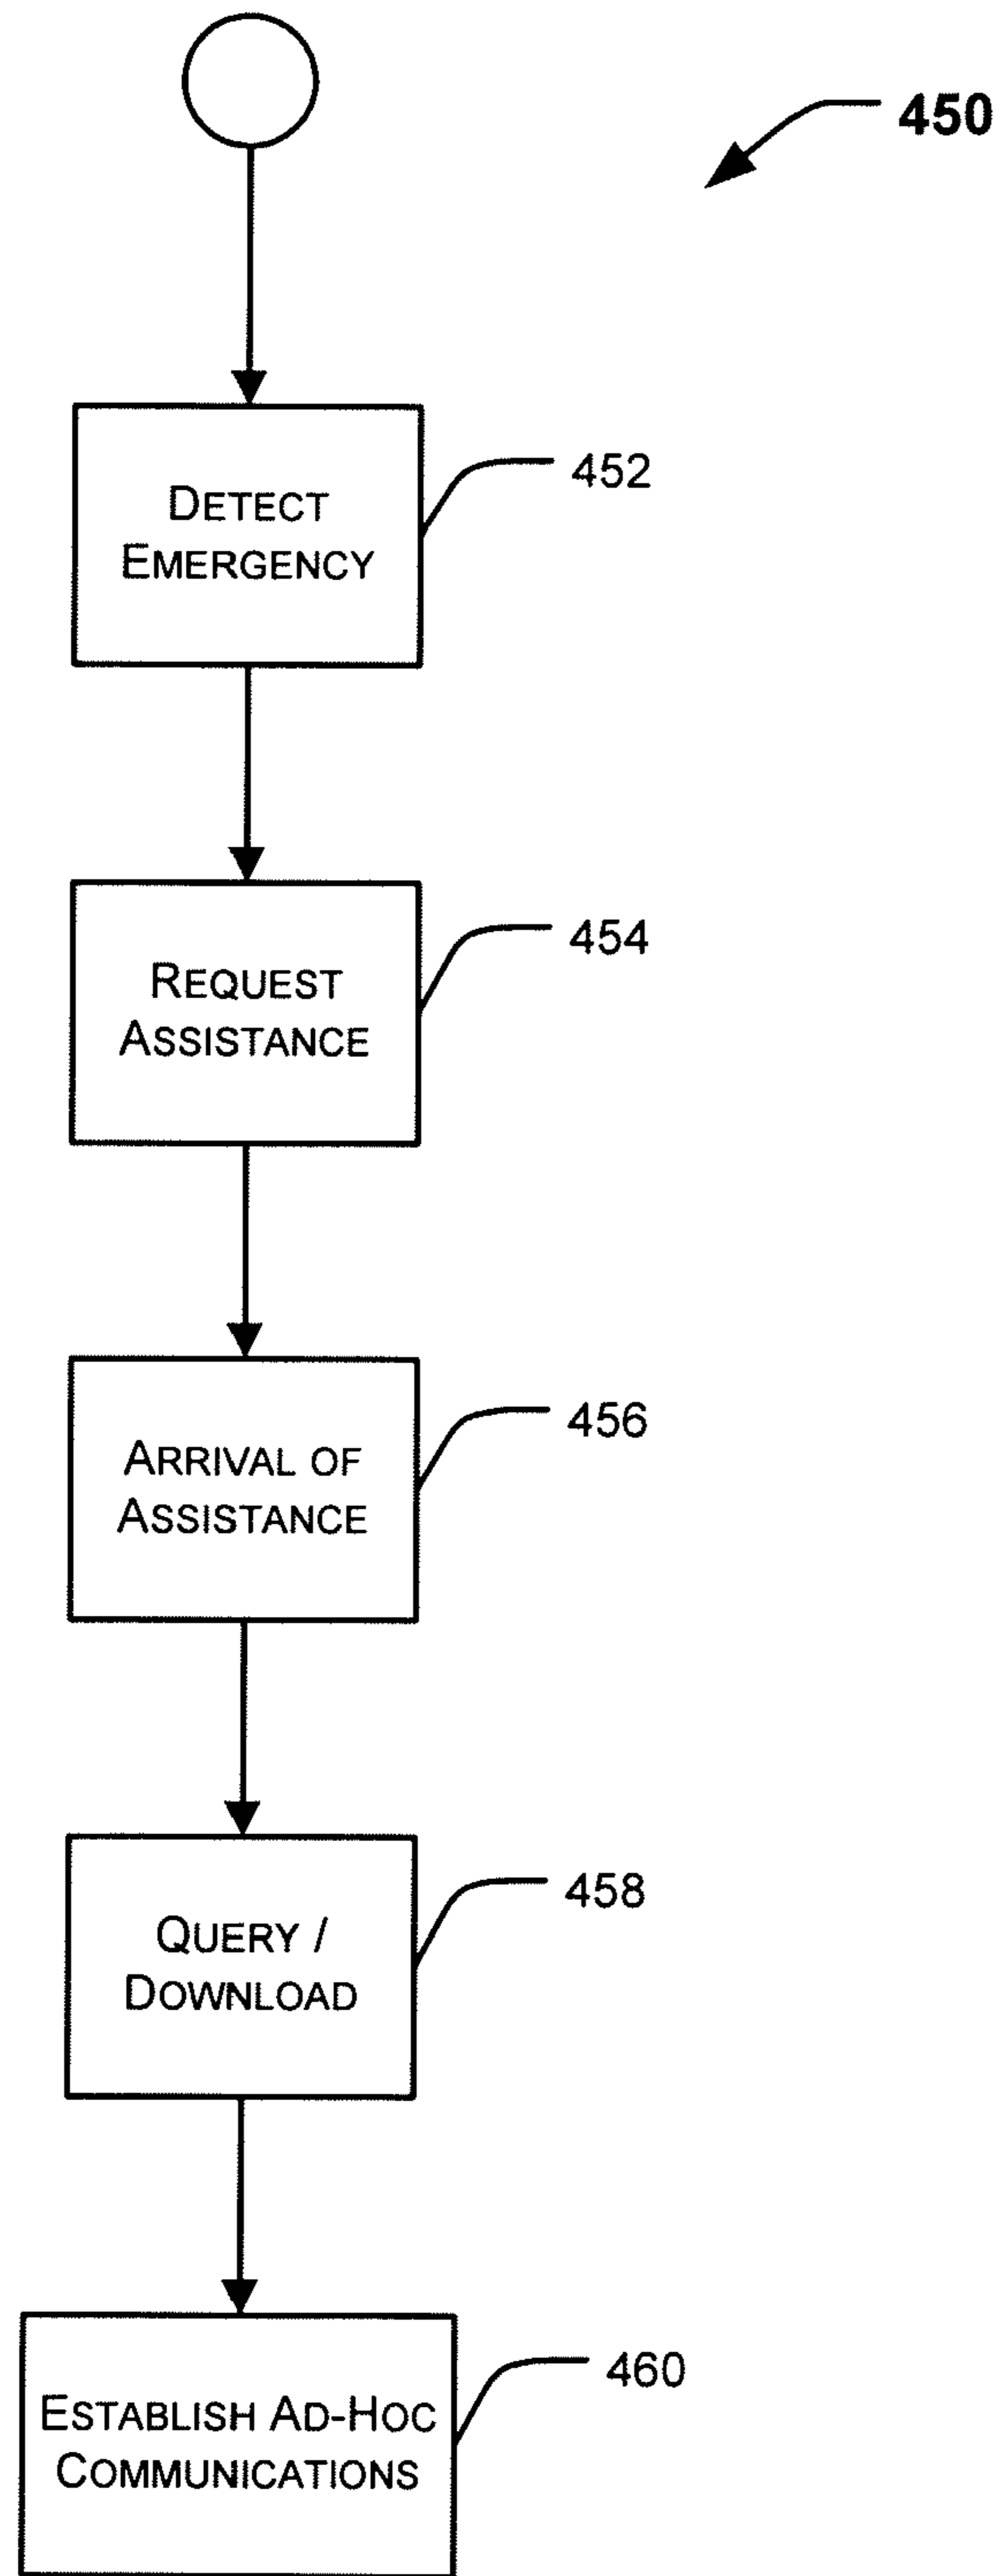 450
DETECT
EMERGENCY
452
REQUEST
ASSISTANCE
454
ARRIVAL OF
ASSISTANCE
456
QUERY /
DOWNLOAD
458
ESTABLISH AD-HOC
COMMUNICATIONS
460